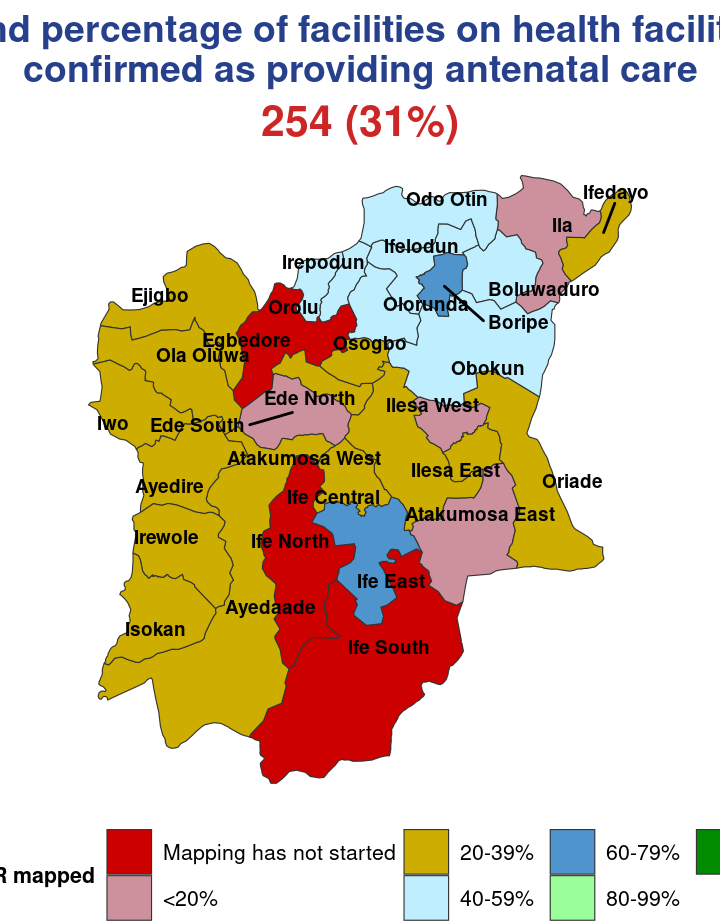 percentage of facilities on health
confirmed as providing antenatal care
254 (31%)
Ifedayo
Odo Otin
Ila
Ifelodun
Irepodun
Boluwaduro
Ejigbo
Orolu
Olorunda
Boripe
Egbedore
Osogbo
Ola Oluwa
Obokun
Ede North
Ilesa West
Iwo
Ede South
Atakumosa West
Ilesa East
Oriade
Ayedire
Ife Central
Atakumosa East
Irewole
Ife North
Ife East
Ayedaade
Isokan
Ife South
Mapping has not started
20-39%
60-79%
mapped
<20%
40-59%
80-99%